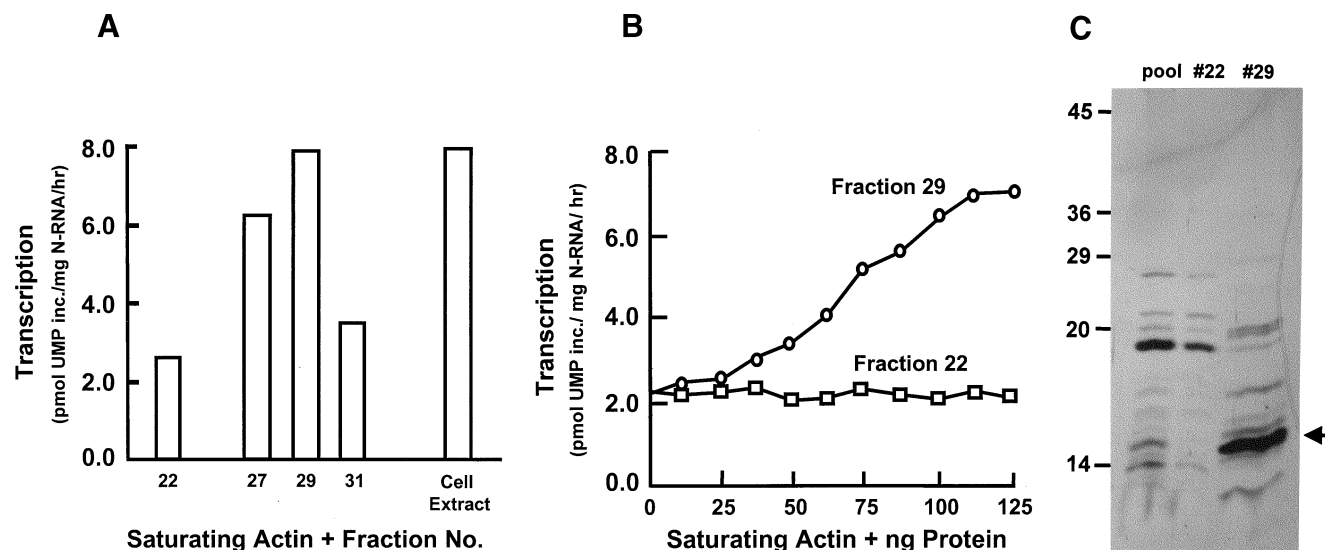 A
Transcription
(pmol UMP inc./mg N-RNA/hr)
8.0
6.0
4.0
2.0
0.0
22
27
29
31
Cell
Extract
Saturating Actin + Fraction No.
B
Transcription
(pmol UMP inc./ mg N-RNA/ hr)
8.0
6.0
4.0
2.0
0.0
Fraction 29
Fraction 22
0
25
50
75
100
125
Saturating Actin + ng Protein
C
pool #22 #29
45
36
29
20
14